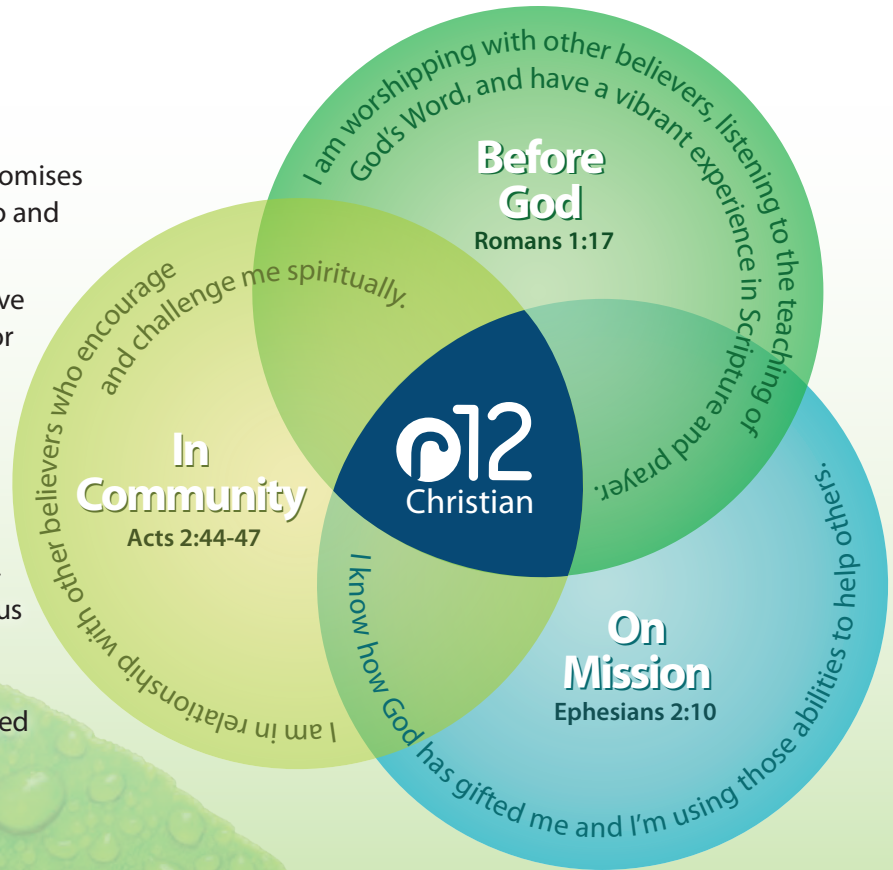 omises
o and
ve
or
us
ed
I am worshipping with other believers, listening to the teaching of
God's Word, and have a vibrant experience in Scripture and prayer.
Before
God
Romans 1:17
I am in relationship with other believers who encourage
and challenge me spiritually.
In
Community
Acts 2:44-47
r12
Christian
I know how God has gifted me and I'm using those abilities to help others.
On
Mission
Ephesians 2:10